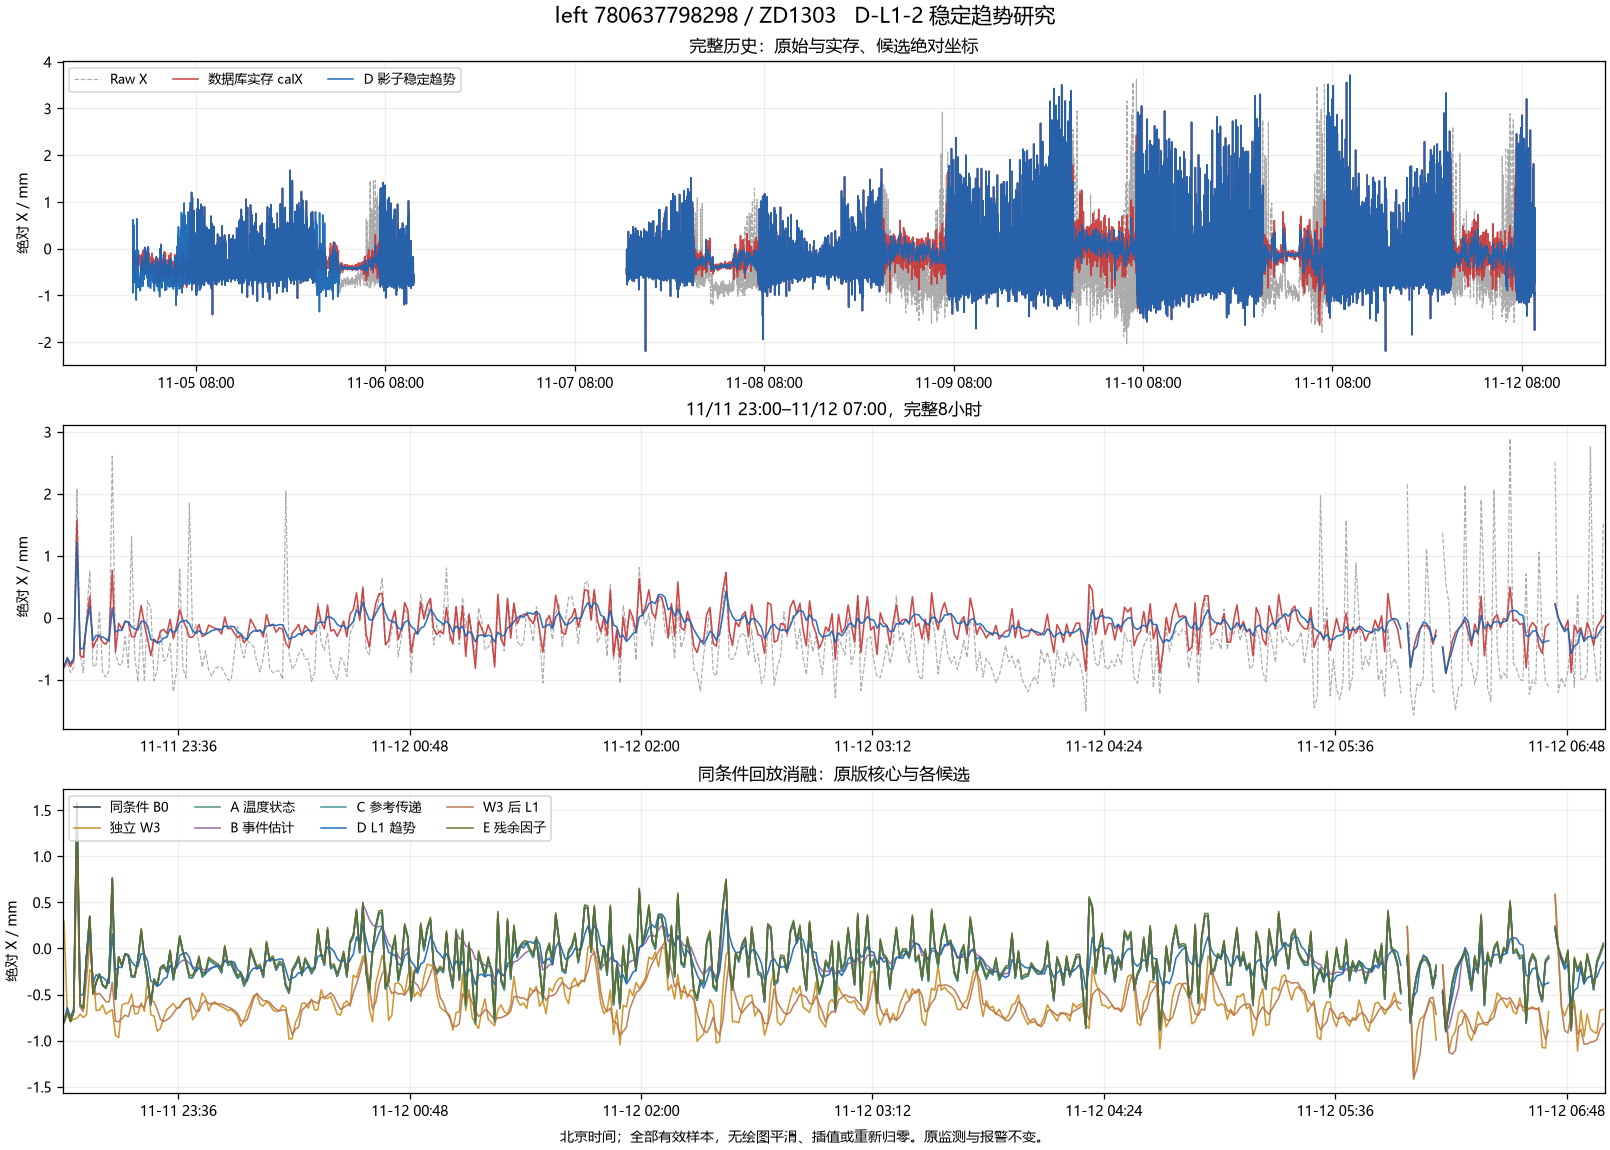 left 780637798298 / ZD1303   D-L1-2 稳定趋势研究
完整历史：原始与实存、候选绝对坐标
Raw X
数据库实存 calX
D 影子稳定趋势
绝对 X / mm
4
3
2
1
0
-1
-2
11-05 08:00
11-06 08:00
11-07 08:00
11-08 08:00
11-09 08:00
11-10 08:00
11-11 08:00
11-12 08:00
11/11 23:00–11/12 07:00，完整8小时
绝对 X / mm
3
2
1
0
-1
11-11 23:36
11-12 00:48
11-12 02:00
11-12 03:12
11-12 04:24
11-12 05:36
11-12 06:48
同条件回放消融：原版核心与各候选
同条件 B0
A 温度状态
C 参考传递
W3 后 L1
独立 W3
B 事件估计
D L1 趋势
E 残余因子
绝对 X / mm
1.5
1.0
0.5
0.0
-0.5
-1.0
-1.5
11-11 23:36
11-12 00:48
11-12 02:00
11-12 03:12
11-12 04:24
11-12 05:36
11-12 06:48
北京时间；全部有效样本，无绘图平滑、插值或重新归零。原监测与报警不变。